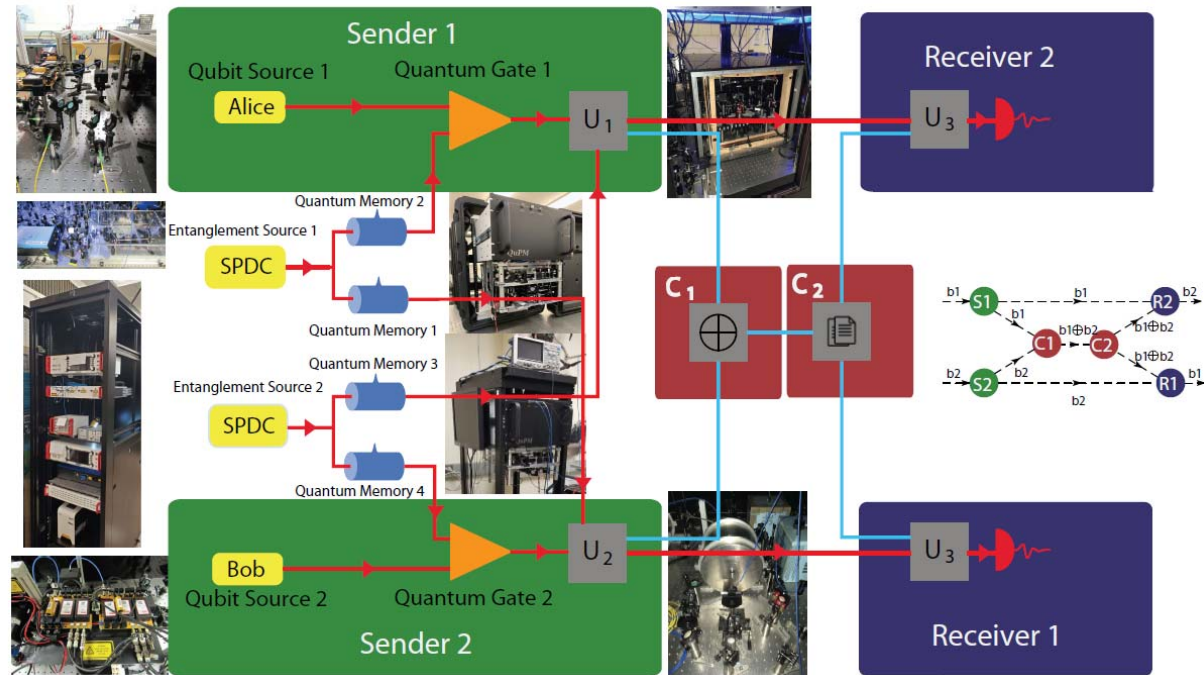 Sender 1
Qubit Source 1
Quantum Gate 1
Alice
U1
Receiver 2
U3
Quantum Memory 2
Entanglement Source 1
SPDC
Quantum Memory 1
QuPM
C1
C2
b1
b1
b2
S1
R2
b1
b1⊕b2
b1⊕b2
C1
C2
b1⊕b2
b2
b2
b1
S2
R1
b2
Quantum Memory 3
Entanglement Source 2
SPDC
QuPM
Quantum Memory 4
Bob
Qubit Source 2
Quantum Gate 2
U2
Sender 2
U3
Receiver 1